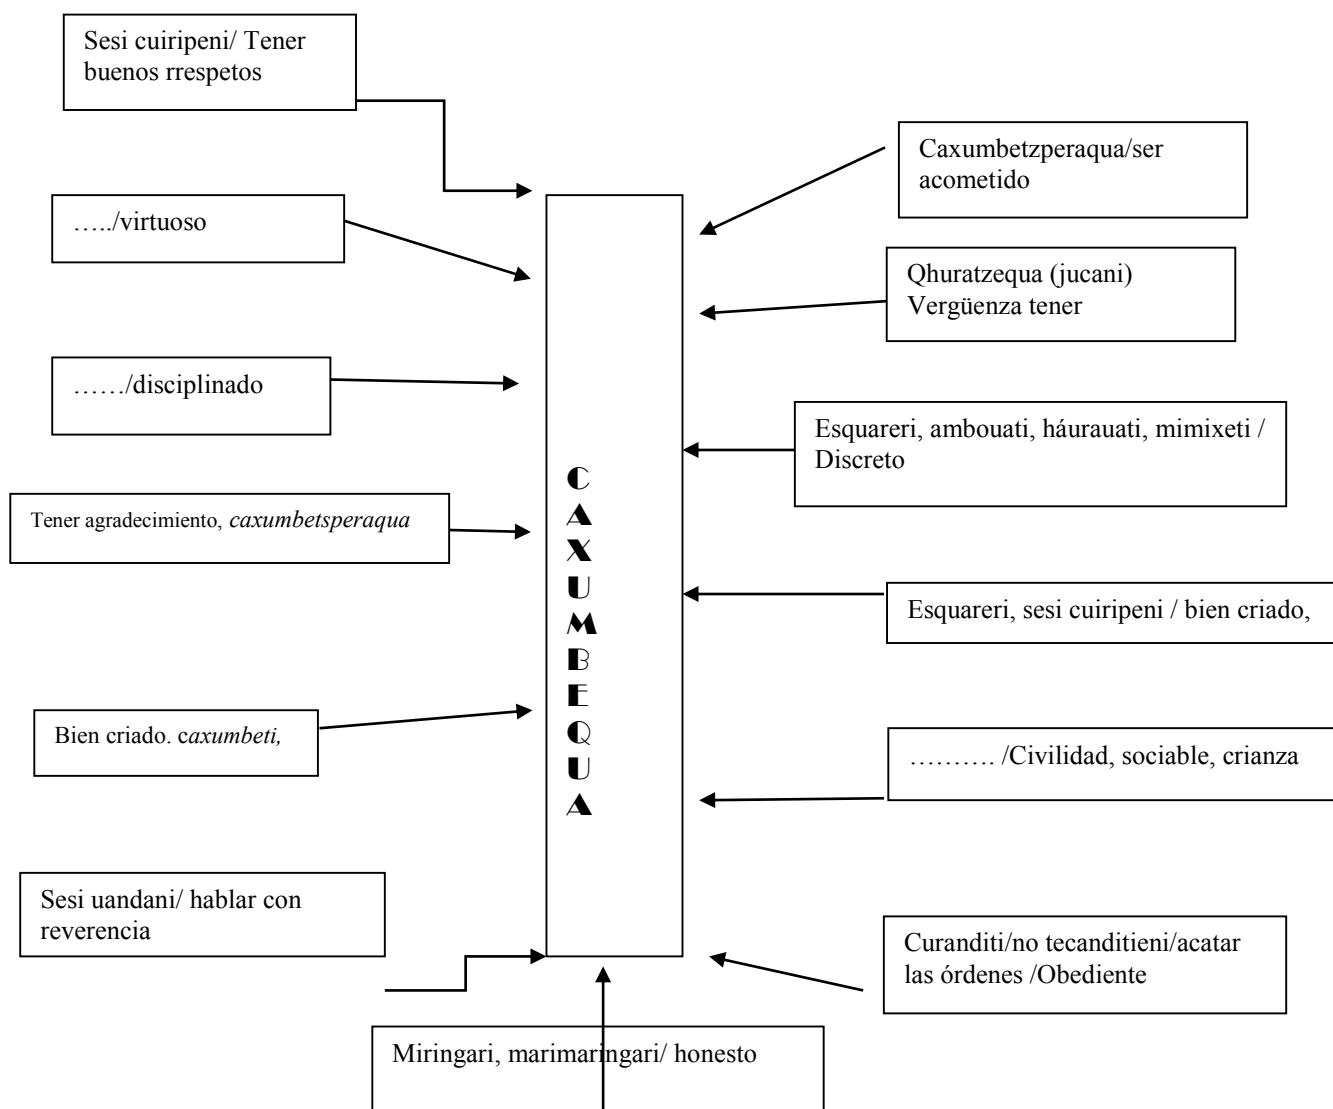 Sesi cuiripeni/ Tener
buenos rrespetos
…../virtuoso
……/disciplinado
Tener agradecimiento, caxumbetsperaqua
Bien criado. caxumbeti,
Sesi uandani/ hablar con
reverencia
CAXUMBEQUA
Caxumbetzperaqua/ser
acometido
Qhuratzequa (jucani)
Vergüenza tener
Esquareri, ambouati, háurauati, mimixeti /
Discreto
Esquareri, sesi cuiripeni / bien criado,
………. /Civilidad, sociable, crianza
Curanditi/no tecanditieni/acatar
las órdenes /Obediente
Miringari, marimaringari/ honesto